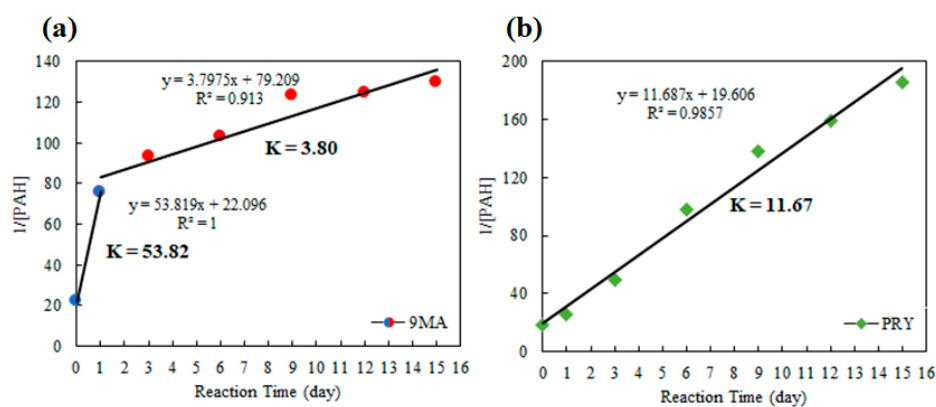 (a)
140
120
100
80
60
40
20
0
1/[PAH]
y = 3.7975x + 79.209
R² = 0.913
K = 3.80
y = 53.819x + 22.096
R² = 1
K = 53.82
9MA
0 1 2 3 4 5 6 7 8 9 10 11 12 13 14 15 16
Reaction Time (day)
(b)
200
160
120
80
40
0
1/[PAH]
y = 11.687x + 19.606
R² = 0.9857
K = 11.67
PRY
0 1 2 3 4 5 6 7 8 9 10 11 12 13 14 15 16
Reaction Time (day)